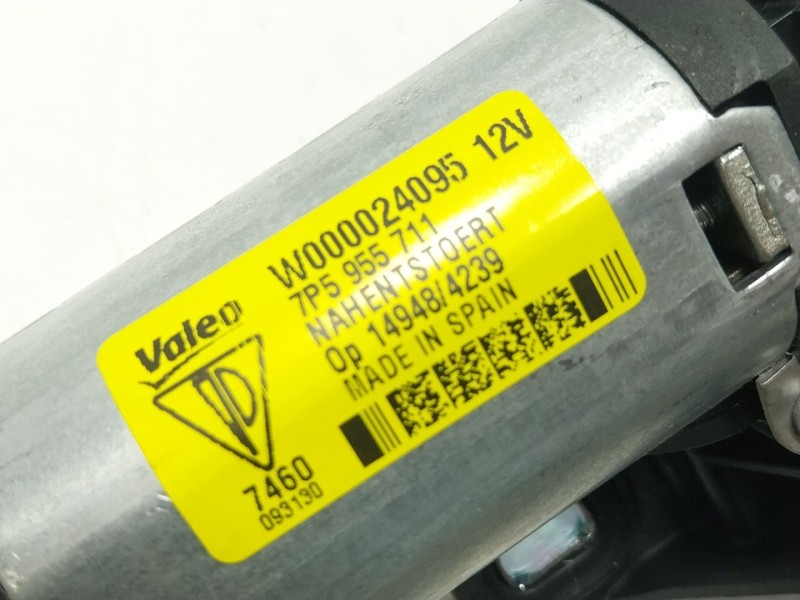 Valeo
W000024095 12V
7P5 955 711
NAHENTSTOERT
Op 14948/4239
MADE IN SPAIN
7460
093130